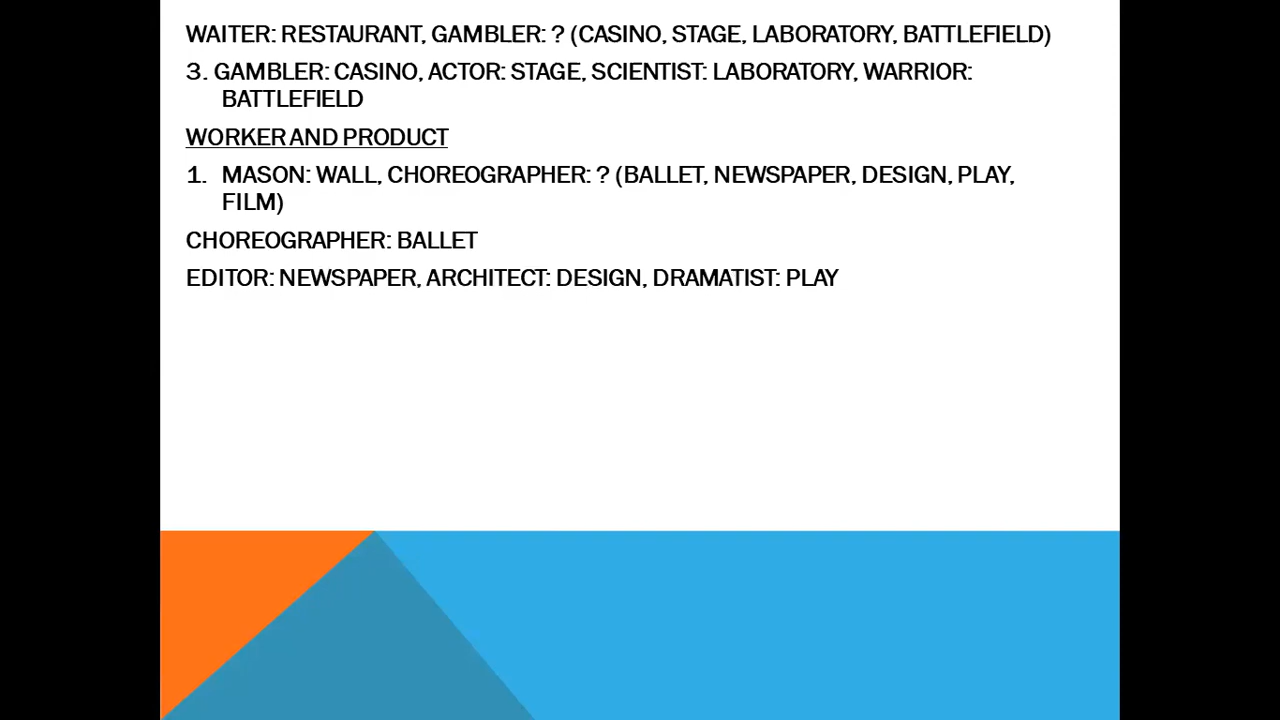 WAITER: RESTAURANT, GAMBLER: ? (CASINO, STAGE, LABORATORY, BATTLEFIELD)
3. GAMBLER: CASINO, ACTOR: STAGE, SCIENTIST: LABORATORY, WARRIOR:
BATTLEFIELD
WORKER AND PRODUCT
1. MASON: WALL, CHOREOGRAPHER: ? (BALLET, NEWSPAPER, DESIGN, PLAY,
FILM)
CHOREOGRAPHER: BALLET
EDITOR: NEWSPAPER, ARCHITECT: DESIGN, DRAMATIST: PLAY